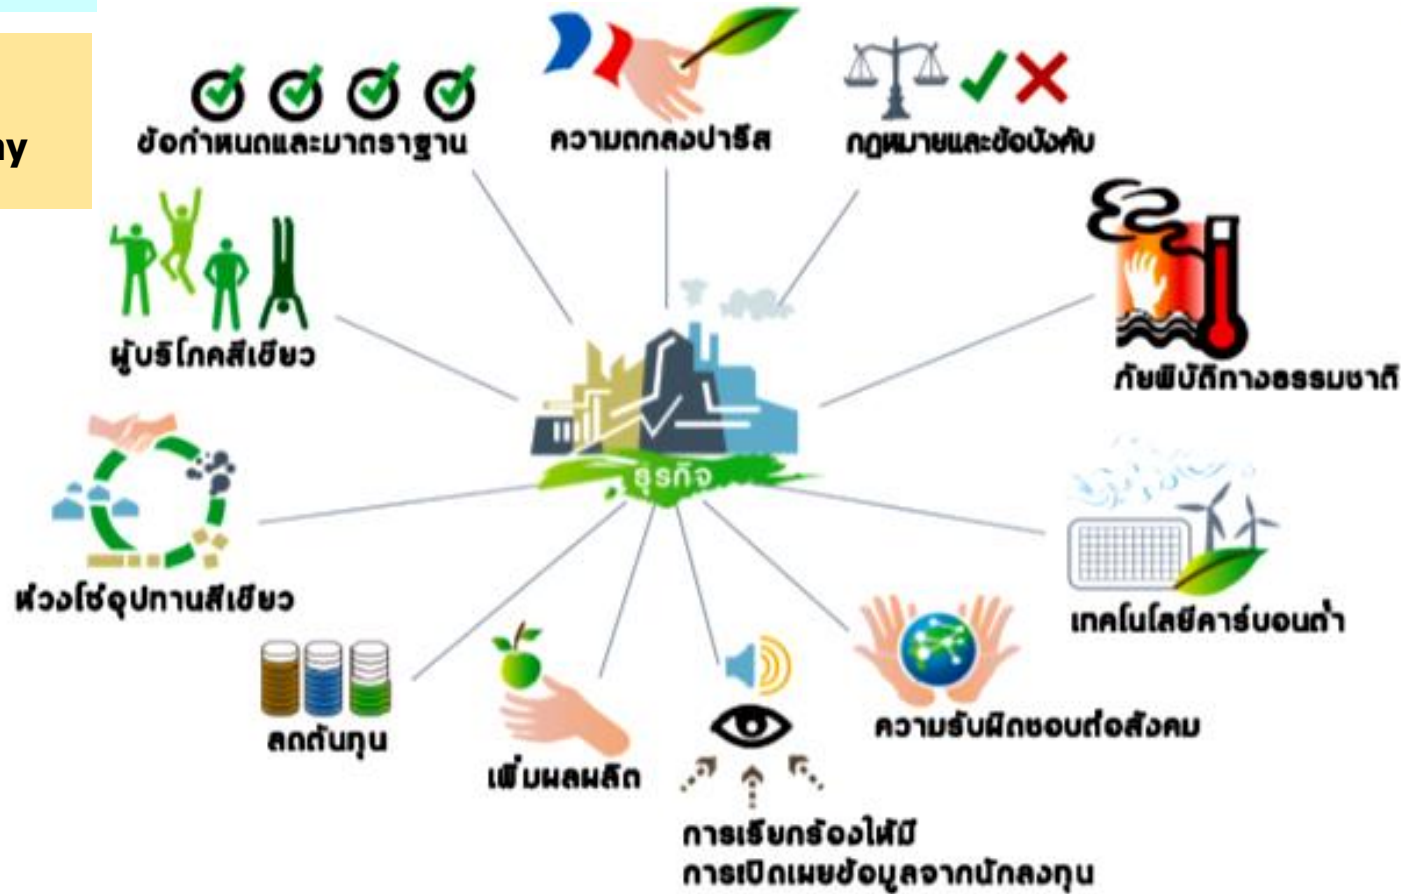 ny
ข้อกำหนดและมาตราฐาน
ความตกลงปารีส
กฎหมายและข้อบังคับ
ผู้บริโภคสีเขียว
ภัยพิบัติทางธรรมชาติ
ธุรกิจ
ห่วงโซ่อุปทานสีเขียว
เทคโนโลยีคาร์บอนต่ำ
ลดต้นทุน
เพิ่มผลผลิต
ความรับผิดชอบต่อสังคม
การเรียกร้องให้มี
การเปิดเผยข้อมูลจากนักลงทุน